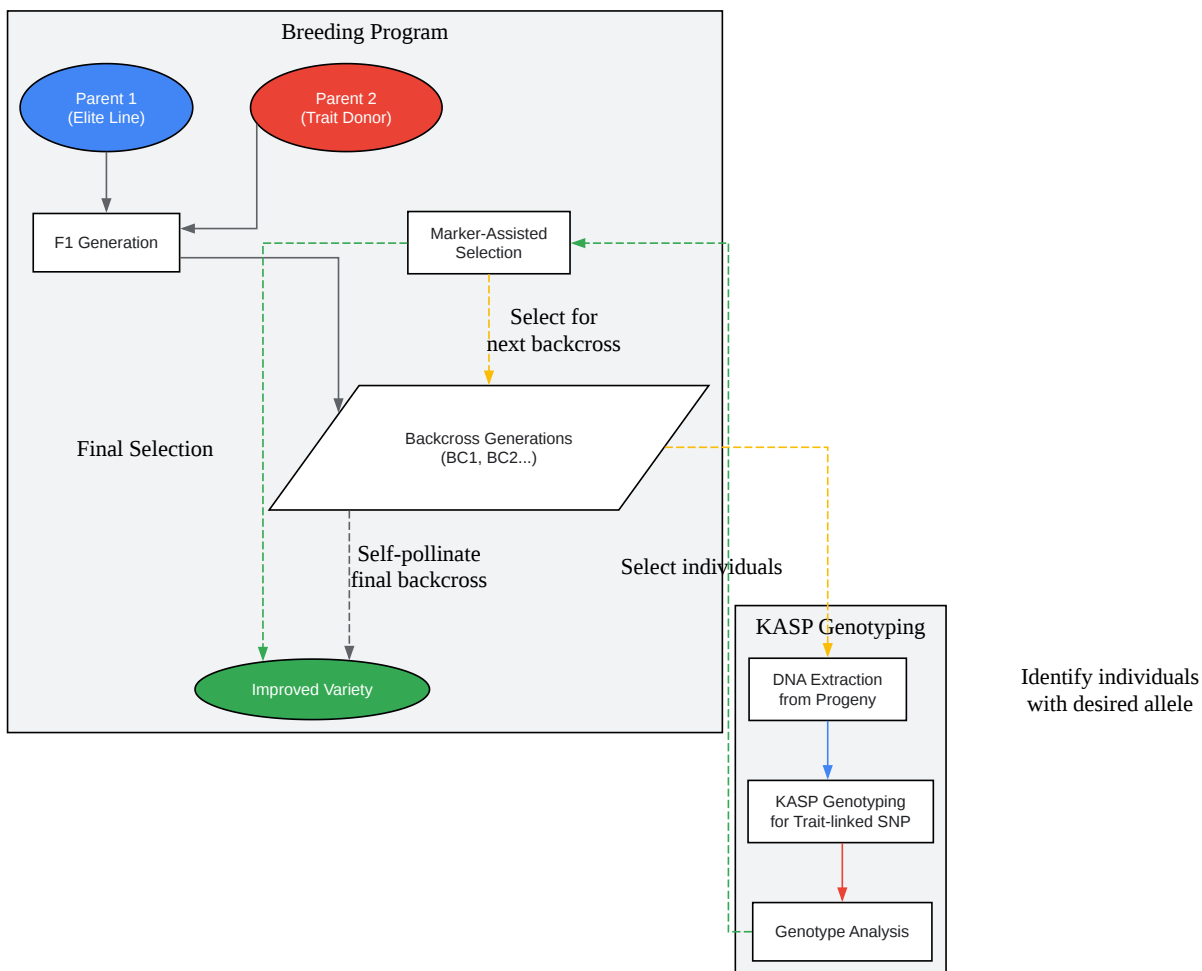 Breeding Program
Parent 1
(Elite Line)
Parent 2
(Trait Donor)
F1 Generation
Marker-Assisted
Selection
Select for
next backcross
Backcross Generations
(BC1, BC2...)
Final Selection
Self-pollinate
final backcross
Select individuals
Improved Variety
KASP Genotyping
DNA Extraction
from Progeny
Identify individuals
with desired allele
KASP Genotyping
for Trait-linked SNP
Genotype Analysis